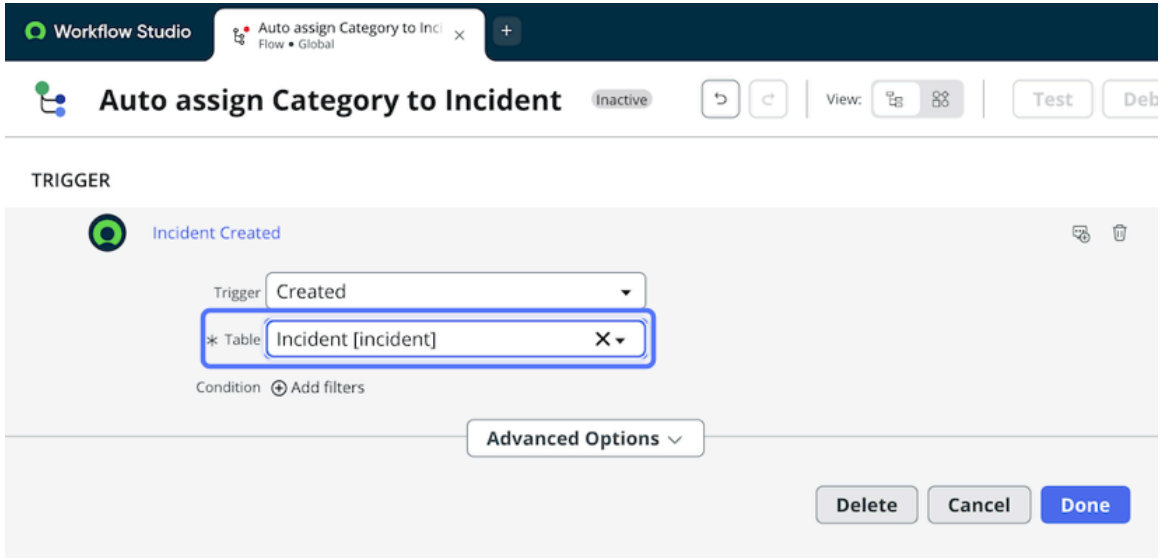 Workflow Studio
Auto assign Category to Inci
Flow • Global
Auto assign Category to Incident
Inactive
View:
Test
Deb
TRIGGER
Incident Created
Trigger
Created
* Table
Incident [incident]
Condition
Add filters
Advanced Options
Delete
Cancel
Done